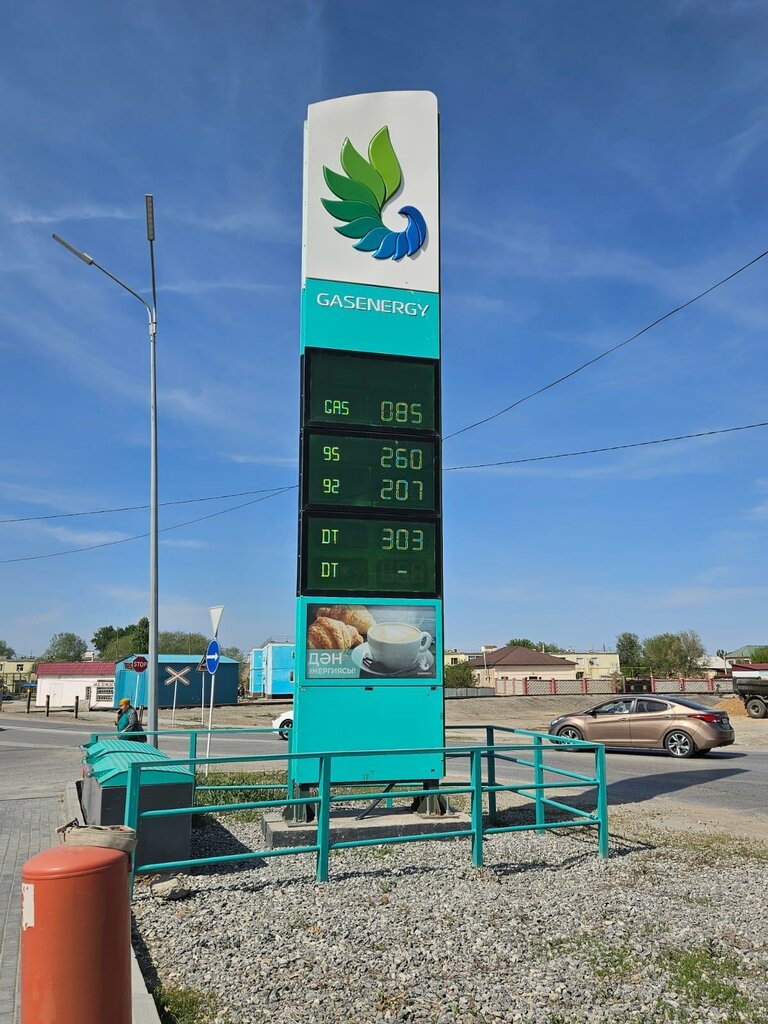 GASENERGY
GAS 085
95 260
92 207
DT 303
DT -
ДӘН
ЭНЕРГИЯСЫ!
STOP